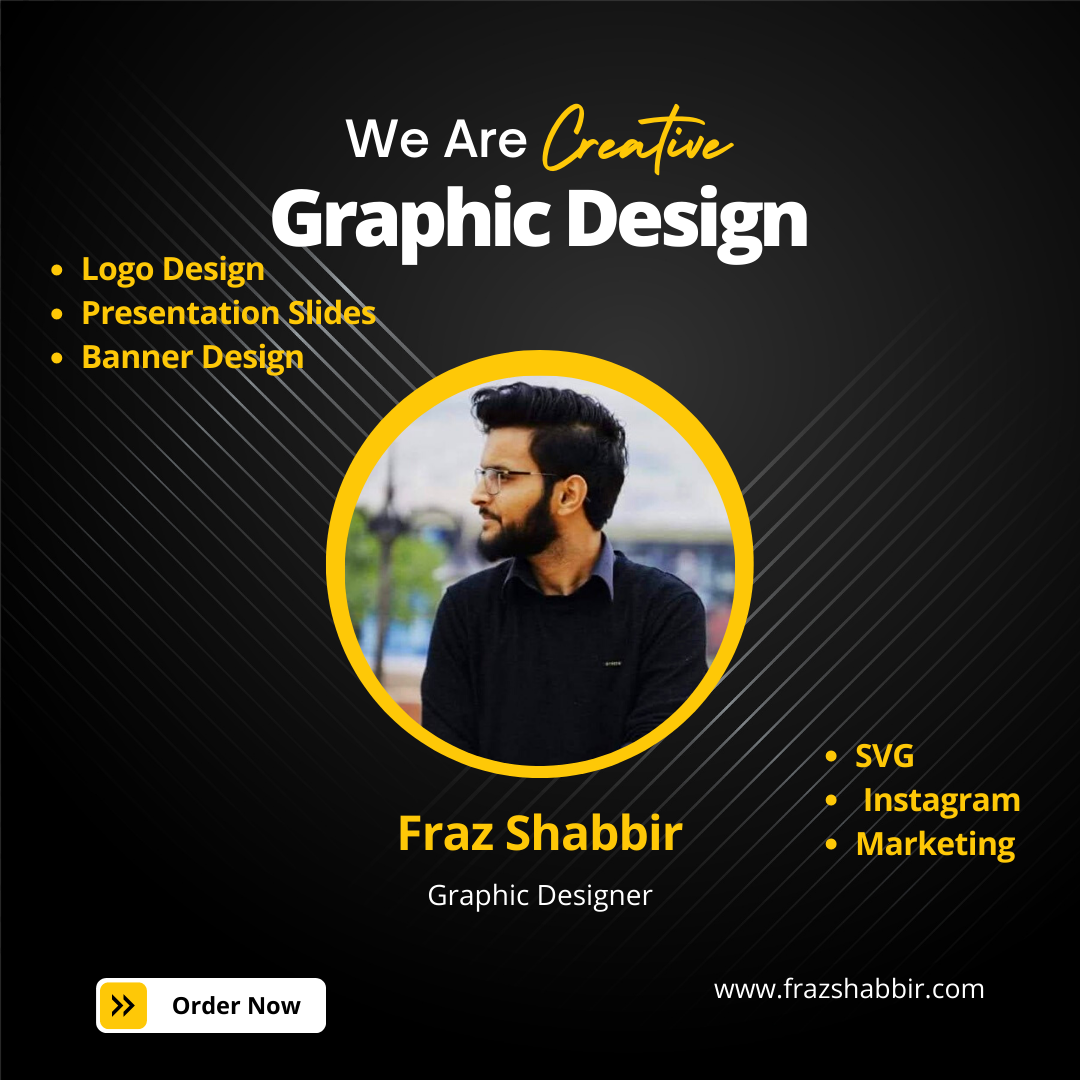 We Are Creative
Graphic Design
• Logo Design
• Presentation Slides
• Banner Design
• SVG
• Instagram
• Marketing
Fraz Shabbir
Graphic Designer
Order Now
www.frazshabbir.com